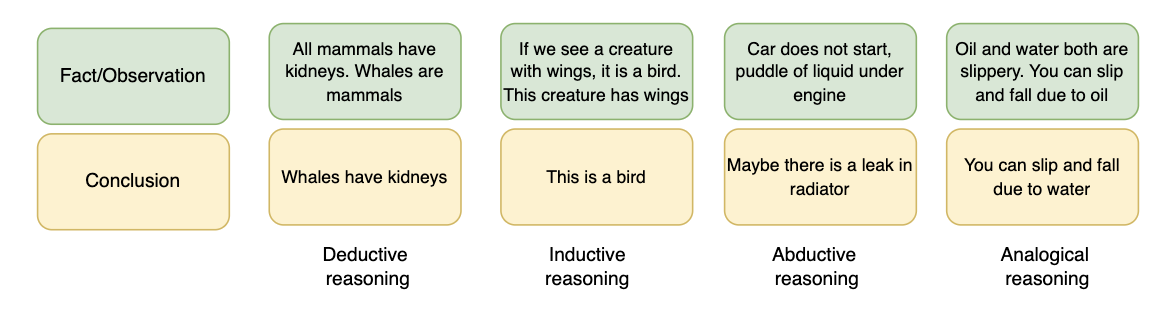 Fact/Observation
All mammals have
kidneys. Whales are
mammals
If we see a creature
with wings, it is a bird.
This creature has wings
Car does not start,
puddle of liquid under
engine
Oil and water both are
slippery. You can slip
and fall due to oil
Conclusion
Whales have kidneys
This is a bird
Maybe there is a leak in
radiator
You can slip and fall
due to water
Deductive
reasoning
Inductive
reasoning
Abductive
reasoning
Analogical
reasoning